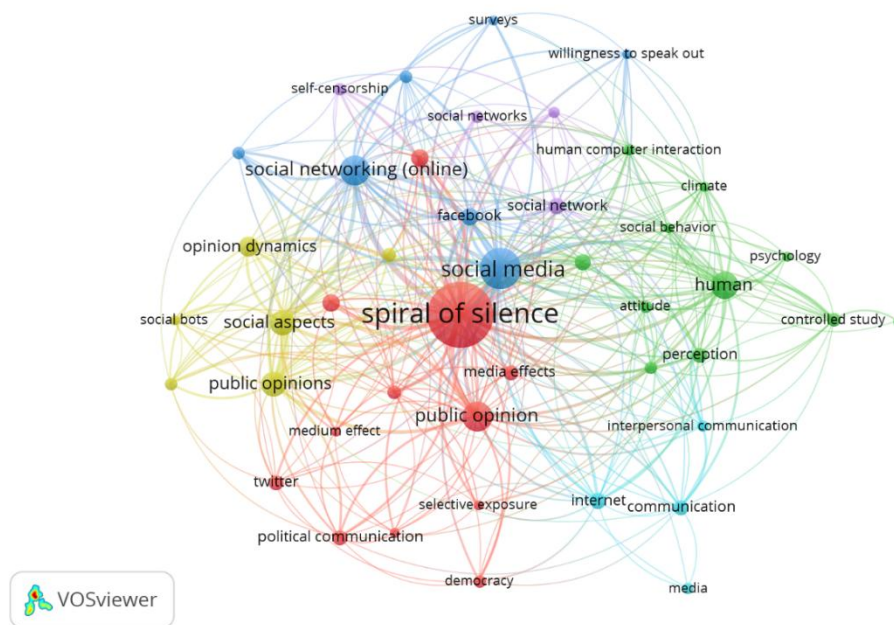 surveys
willingness to speak out
self-censorship
social networks
human computer interaction
social networking (online)
climate
social network
facebook
social behavior
opinion dynamics
psychology
social media
human
attitude
spiral of silence
social bots
social aspects
controlled study
perception
media effects
public opinions
public opinion
interpersonal communication
medium effect
twitter
selective exposure
internet
communication
political communication
democracy
media
VOSviewer